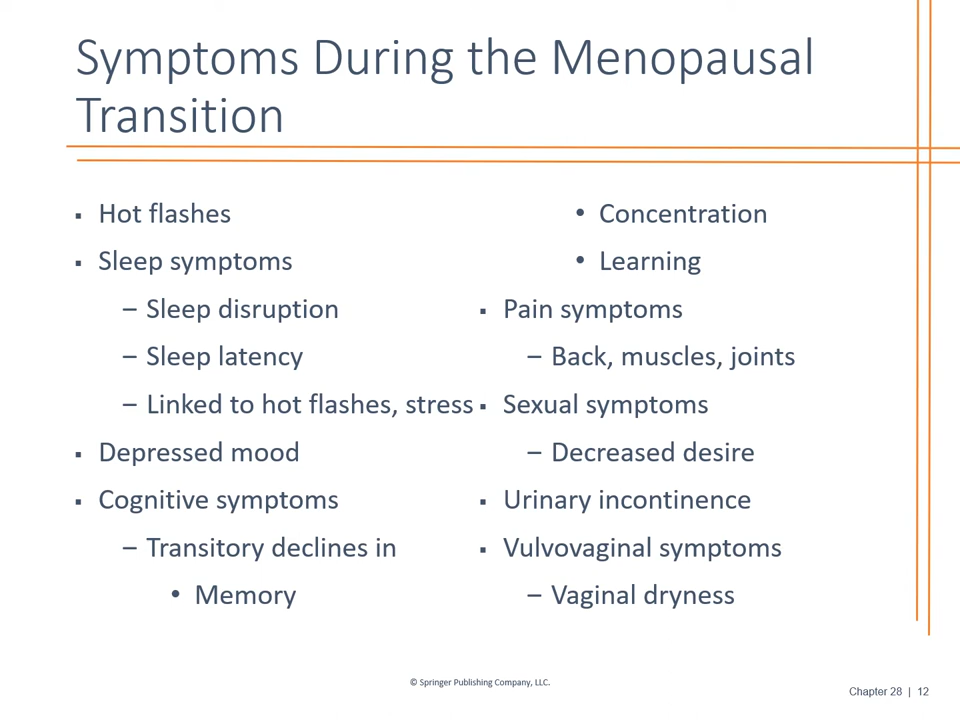 Symptoms During the Menopausal
Transition
▪ Hot flashes
▪ Sleep symptoms
– Sleep disruption
– Sleep latency
– Linked to hot flashes, stress
▪ Depressed mood
▪ Cognitive symptoms
– Transitory declines in
• Memory
• Concentration
• Learning
▪ Pain symptoms
– Back, muscles, joints
▪ Sexual symptoms
– Decreased desire
▪ Urinary incontinence
▪ Vulvovaginal symptoms
– Vaginal dryness
© Springer Publishing Company, LLC.
Chapter 28 | 12